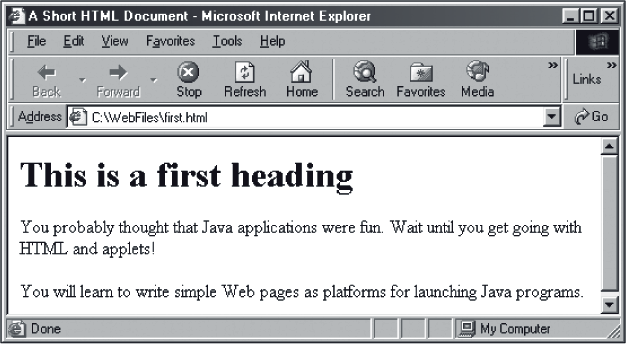 A Short HTML Document - Microsoft Internet Explorer
File Edit View Favorites Tools Help
Back Forward Stop Refresh Home Search Favorites Media » Links »
Address C:\WebFiles\first.html Go
This is a first heading
You probably thought that Java applications were fun. Wait until you get going with
HTML and applets!
You will learn to write simple Web pages as platforms for launching Java programs.
Done My Computer